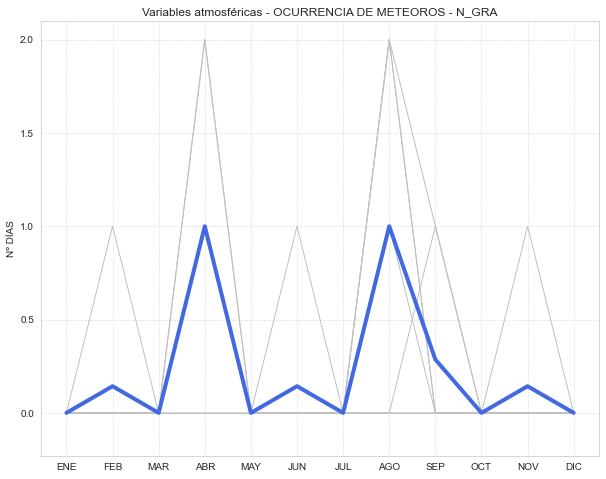 Variables atmosféricas - OCURRENCIA DE METEOROS - N_GRA
2.0
1.5
1.0
0.5
0.0
N° DÍAS
ENE FEB MAR ABR MAY JUN JUL AGO SEP OCT NOV DIC